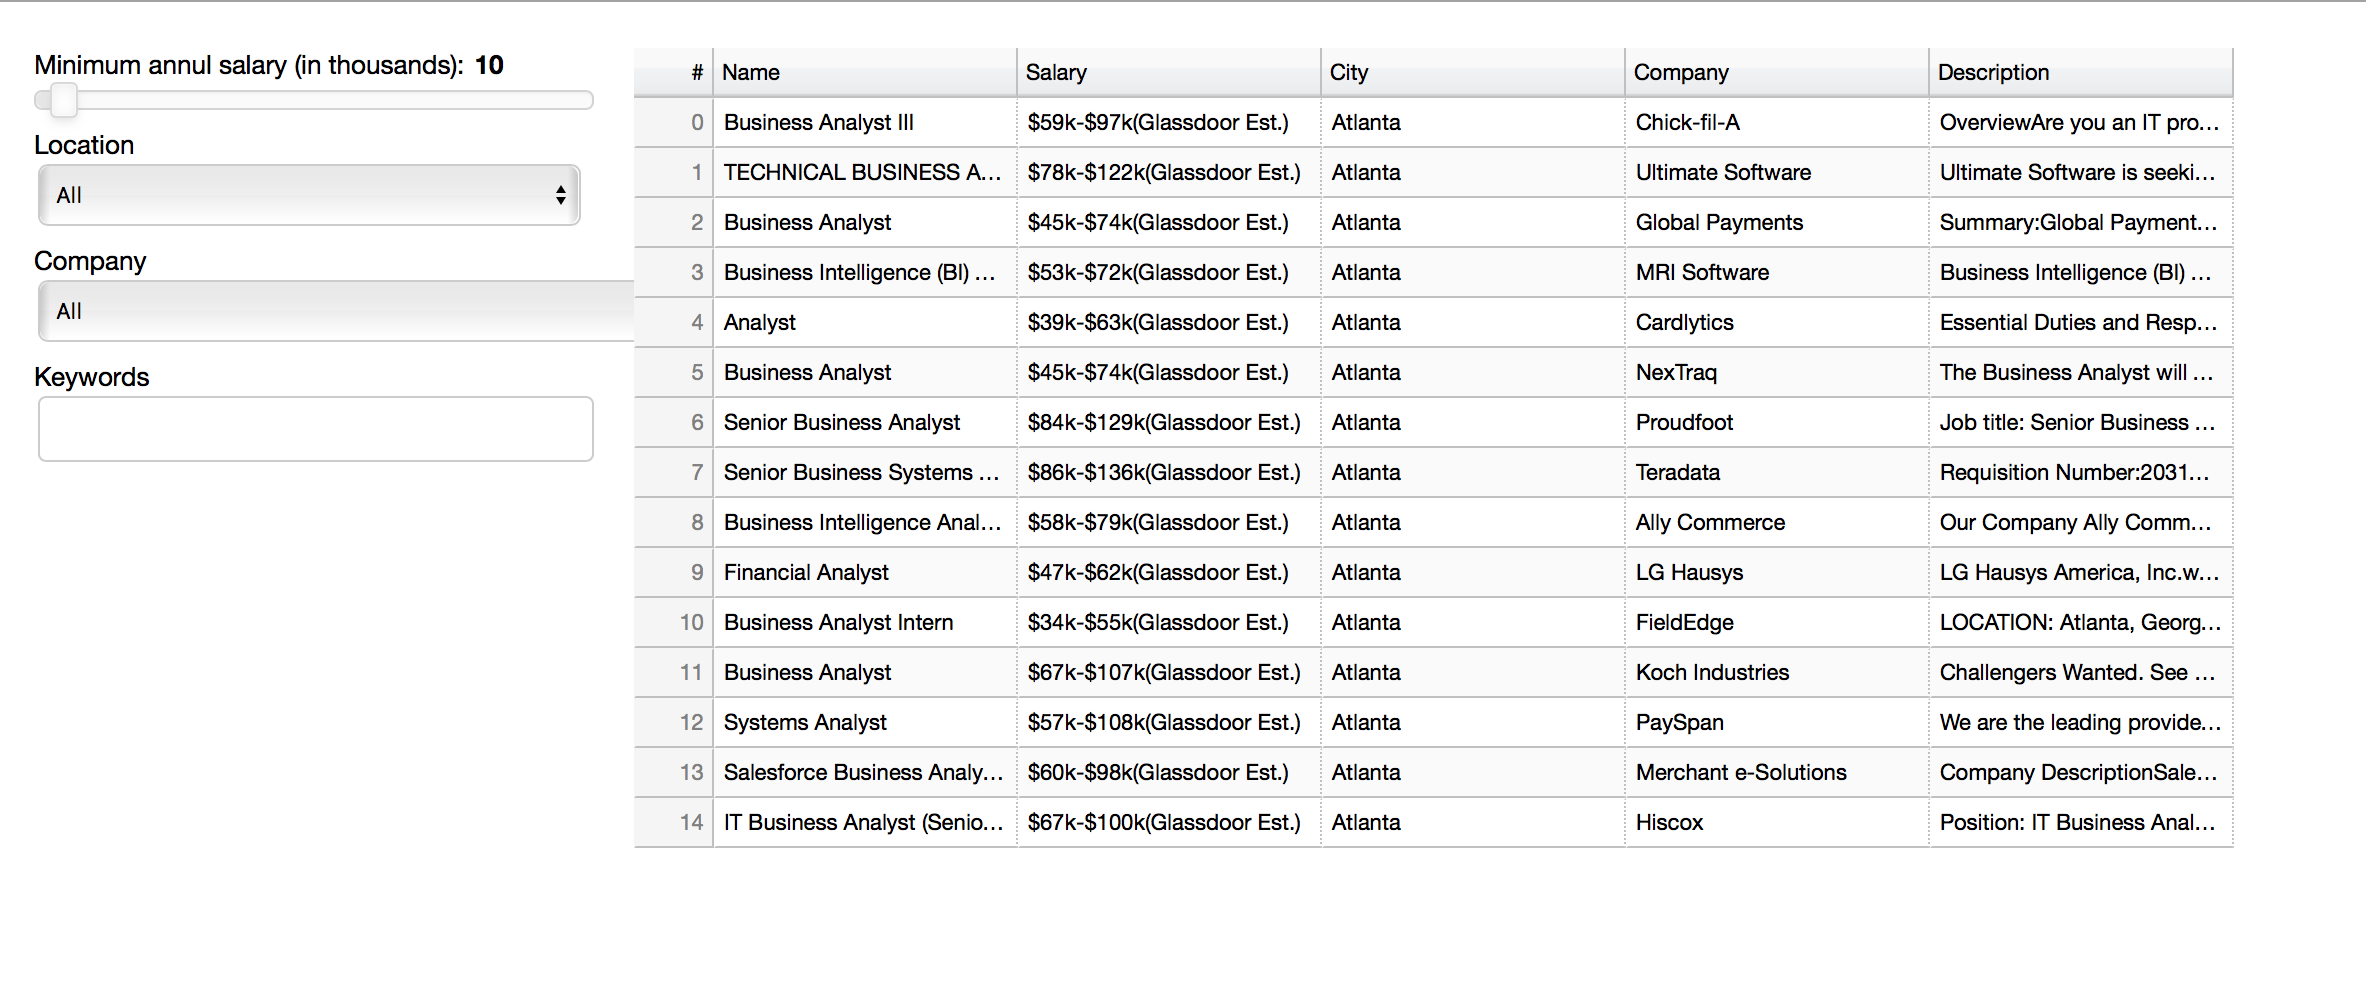 Minimum annul salary (in thousands): 10
Location
All
Company
All
Keywords
# Name Salary City Company Description
0 Business Analyst III $59k-$97k(Glassdoor Est.) Atlanta Chick-fil-A OverviewAre you an IT pro...
1 TECHNICAL BUSINESS A... $78k-$122k(Glassdoor Est.) Atlanta Ultimate Software Ultimate Software is seeki...
2 Business Analyst $45k-$74k(Glassdoor Est.) Atlanta Global Payments Summary:Global Payment...
3 Business Intelligence (BI) ... $53k-$72k(Glassdoor Est.) Atlanta MRI Software Business Intelligence (BI) ...
4 Analyst $39k-$63k(Glassdoor Est.) Atlanta Cardlytics Essential Duties and Resp...
5 Business Analyst $45k-$74k(Glassdoor Est.) Atlanta NexTraq The Business Analyst will ...
6 Senior Business Analyst $84k-$129k(Glassdoor Est.) Atlanta Proudfoot Job title: Senior Business ...
7 Senior Business Systems ... $86k-$136k(Glassdoor Est.) Atlanta Teradata Requisition Number:2031...
8 Business Intelligence Anal... $58k-$79k(Glassdoor Est.) Atlanta Ally Commerce Our Company Ally Comm...
9 Financial Analyst $47k-$62k(Glassdoor Est.) Atlanta LG Hausys LG Hausys America, Inc.w...
10 Business Analyst Intern $34k-$55k(Glassdoor Est.) Atlanta FieldEdge LOCATION: Atlanta, Georg...
11 Business Analyst $67k-$107k(Glassdoor Est.) Atlanta Koch Industries Challengers Wanted. See ...
12 Systems Analyst $57k-$108k(Glassdoor Est.) Atlanta PaySpan We are the leading provide...
13 Salesforce Business Analy... $60k-$98k(Glassdoor Est.) Atlanta Merchant e-Solutions Company DescriptionSale...
14 IT Business Analyst (Senio... $67k-$100k(Glassdoor Est.) Atlanta Hiscox Position: IT Business Anal...